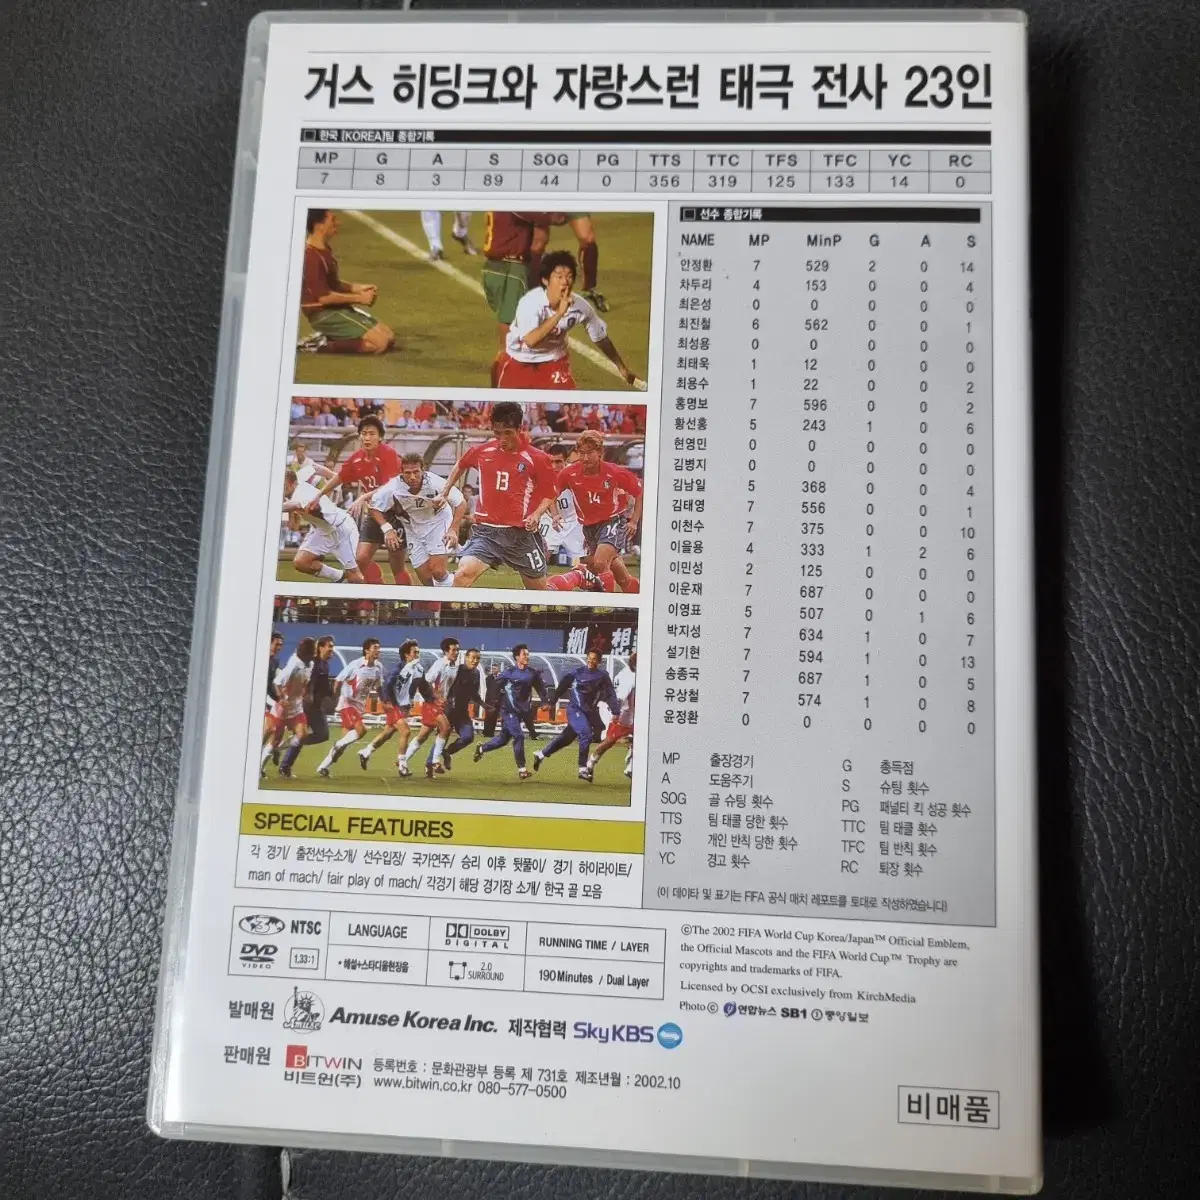 거스 히딩크와 자랑스런 태극 전사 23인
한국 [KOREA]팀 종합기록
MP G A S SOG PG TTS TTC TFS TFC YC RC
7 8 3 89 44 0 356 319 125 133 14 0
선수 종합기록
NAME MP MinP G A S
안정환 7 529 2 0 14
차두리 4 153 0 0 4
최은성 0 0 0 0 0
최진철 6 562 0 0 1
최성용 0 0 0 0 0
최태욱 1 12 0 0 0
최용수 1 22 0 0 2
홍명보 7 596 0 0 2
황선홍 5 243 1 0 6
현영민 0 0 0 0 0
김병지 0 0 0 0 0
김남일 5 368 0 0 4
김태영 7 556 0 0 1
이천수 7 375 0 0 10
이을용 4 333 1 2 6
이민성 2 125 0 0 0
이운재 7 687 0 0 0
이영표 5 507 0 1 6
박지성 7 634 1 0 7
설기현 7 594 1 0 13
송종국 7 687 1 0 5
유상철 7 574 1 0 8
윤정환 0 0 0 0 0
MP 출장경기 G 총득점
A 도움주기 S 슈팅 횟수
SOG 골 슈팅 횟수 PG 패널티 킥 성공 횟수
TTS 팀 태클 당한 횟수 TTC 팀 태클 횟수
TFS 개인 반칙 당한 횟수 TFC 팀 반칙 횟수
YC 경고 횟수 RC 퇴장 횟수
(이 데이타 및 표기는 FIFA 공식 매치 레포트를 토대로 작성하였습니다)
22
12
13
10
14
13
14
SPECIAL FEATURES
각 경기/ 출전선수소개/ 선수입장/ 국가연주/ 승리 이후 뒷풀이/ 경기 하이라이트/
man of mach/ fair play of mach/ 각경기 해당 경기장 소개/ 한국 골 모음
3 NTSC LANGUAGE DOLBY DIGITAL RUNNING TIME / LAYER
DVD VIDEO 1.33:1 * 해설+스타디움현장음 2.0 SURROUND 190Minutes / Dual Layer
©The 2002 FIFA World Cup Korea/Japan™ Official Emblem,
the Official Mascots and the FIFA World Cup™ Trophy are
copyrights and trademarks of FIFA.
Licensed by OCSI exclusively from KirchMedia
Photo ⓒ 연합뉴스 SB1 중앙일보
발매원 Amuse Amuse Korea Inc. 제작협력 SkyKBS
판매원 BITWIN 비트윈(주) 등록번호 : 문화관광부 등록 제 731호 제조년월 : 2002.10
www.bitwin.co.kr 080-577-0500
비매품